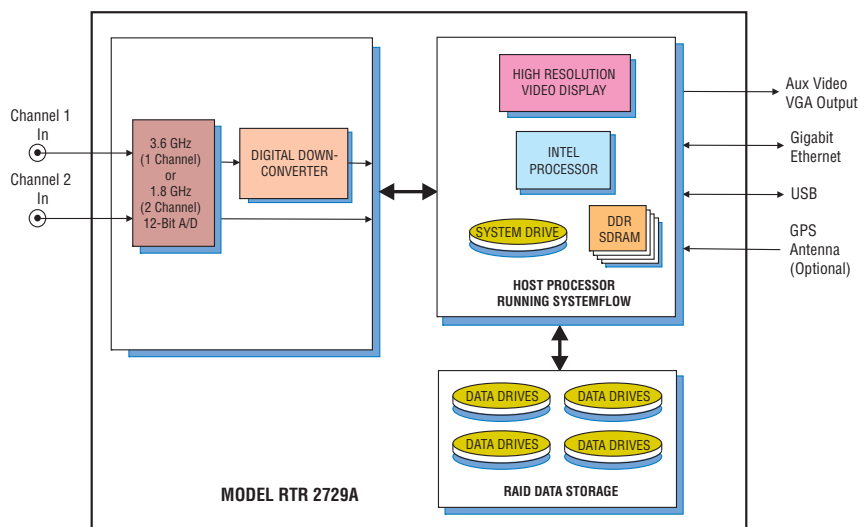 Channel 1
In
Channel 2
In
3.6 GHz
(1 Channel)
or
1.8 GHz
(2 Channel)
12-Bit A/D
DIGITAL DOWN-
CONVERTER
HIGH RESOLUTION
VIDEO DISPLAY
INTEL
PROCESSOR
SYSTEM DRIVE
DDR
SDRAM
HOST PROCESSOR
RUNNING SYSTEMFLOW
Aux Video
VGA Output
Gigabit
Ethernet
USB
GPS
Antenna
(Optional)
DATA DRIVES
DATA DRIVES
DATA DRIVES
DATA DRIVES
RAID DATA STORAGE
MODEL RTR 2729A